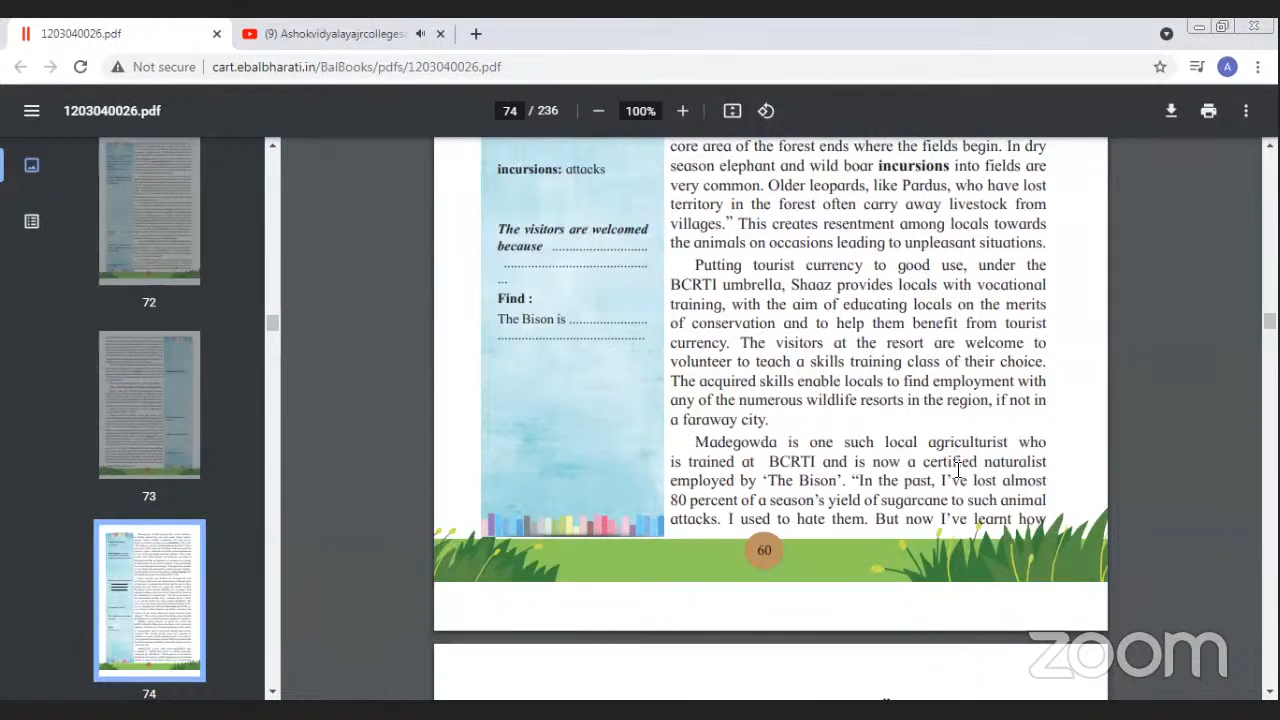 1203040026.pdf
(9) Ashokvidyalayajrcolleges
Not secure
cart.ebalbharati.in/BalBooks/pdfs/1203040026.pdf
A
1203040026.pdf
74 / 236
100%
72
73
74
incursions: attacks
The visitors are welcomed
because ..........................
.......................................
...
Find :
The Bison is .....................
.......................................
core area of the forest ends where the fields begin. In dry
season elephant and wild boar incursions into fields are
very common. Older leopards, like Pardus, who have lost
territory in the forest often carry away livestock from
villages.” This creates resentment among locals towards
the animals on occasions leading to unpleasant situations.
Putting tourist currency to good use, under the
BCRTI umbrella, Shaaz provides locals with vocational
training, with the aim of educating locals on the merits
of conservation and to help them benefit from tourist
currency. The visitors at the resort are welcome to
volunteer to teach a skills training class of their choice.
The acquired skills enable locals to find employment with
any of the numerous wildlife resorts in the region, if not in
a faraway city.
Madegowda is one such local agriculturist who
is trained at BCRTI and is now a certified naturalist
employed by ‘The Bison’. “In the past, I’ve lost almost
80 percent of a season’s yield of sugarcane to such animal
attacks. I used to hate them. But now I’ve learnt how
60
zoom